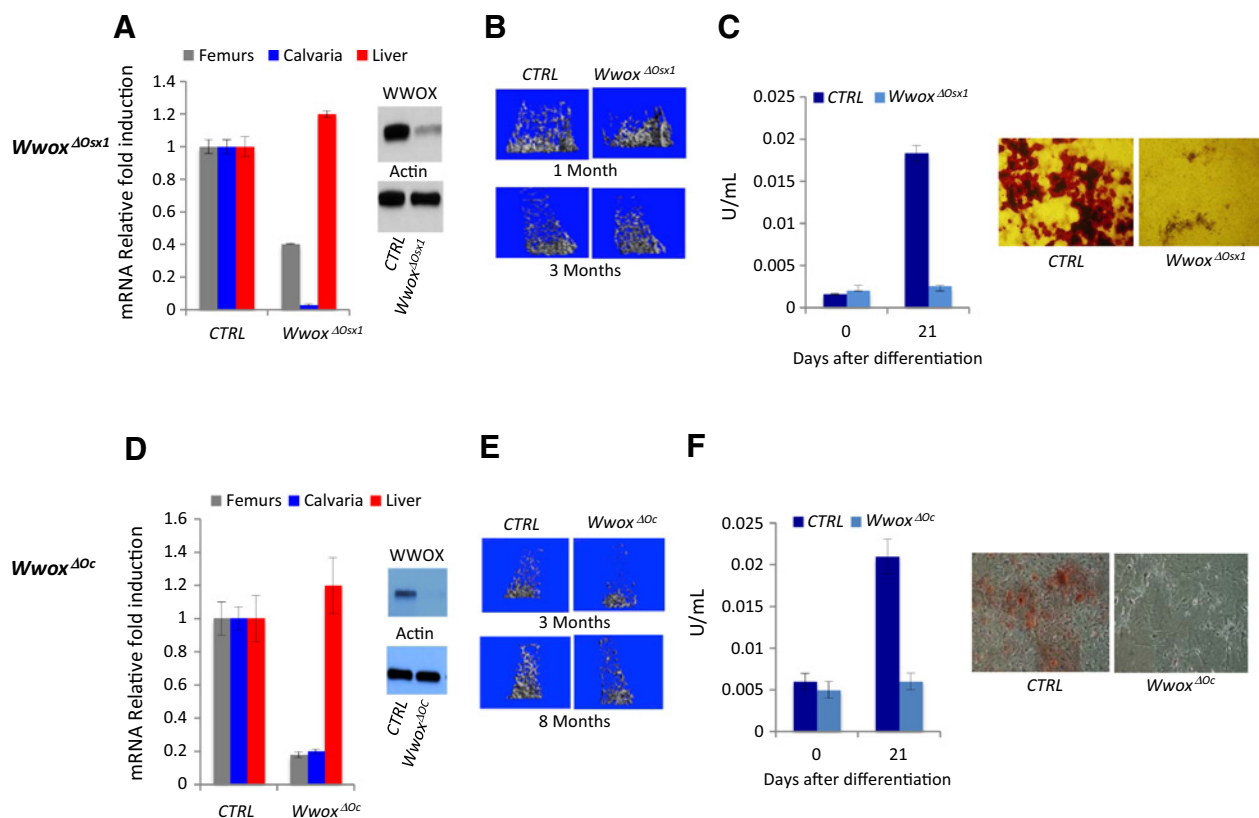 A
Femurs Calvaria Liver
Wwox ΔOsx1
mRNA Relative fold induction
1.4
1.2
1
0.8
0.6
0.4
0.2
0
CTRL Wwox ΔOsx1
WWOX
Actin
CTRL
Wwox ΔOsx1
B
CTRL Wwox ΔOsx1
1 Month
3 Months
C
CTRL Wwox ΔOsx1
U/mL
0.025
0.02
0.015
0.01
0.005
0
0 21
Days after differentiation
CTRL Wwox ΔOsx1
D
Femurs Calvaria Liver
Wwox ΔOc
mRNA Relative fold induction
1.6
1.4
1.2
1
0.8
0.6
0.4
0.2
0
CTRL Wwox ΔOc
WWOX
Actin
CTRL
Wwox ΔOC
E
CTRL Wwox ΔOc
3 Months
8 Months
F
CTRL Wwox ΔOc
U/mL
0.025
0.02
0.015
0.01
0.005
0
0 21
Days after differentiation
CTRL Wwox ΔOc